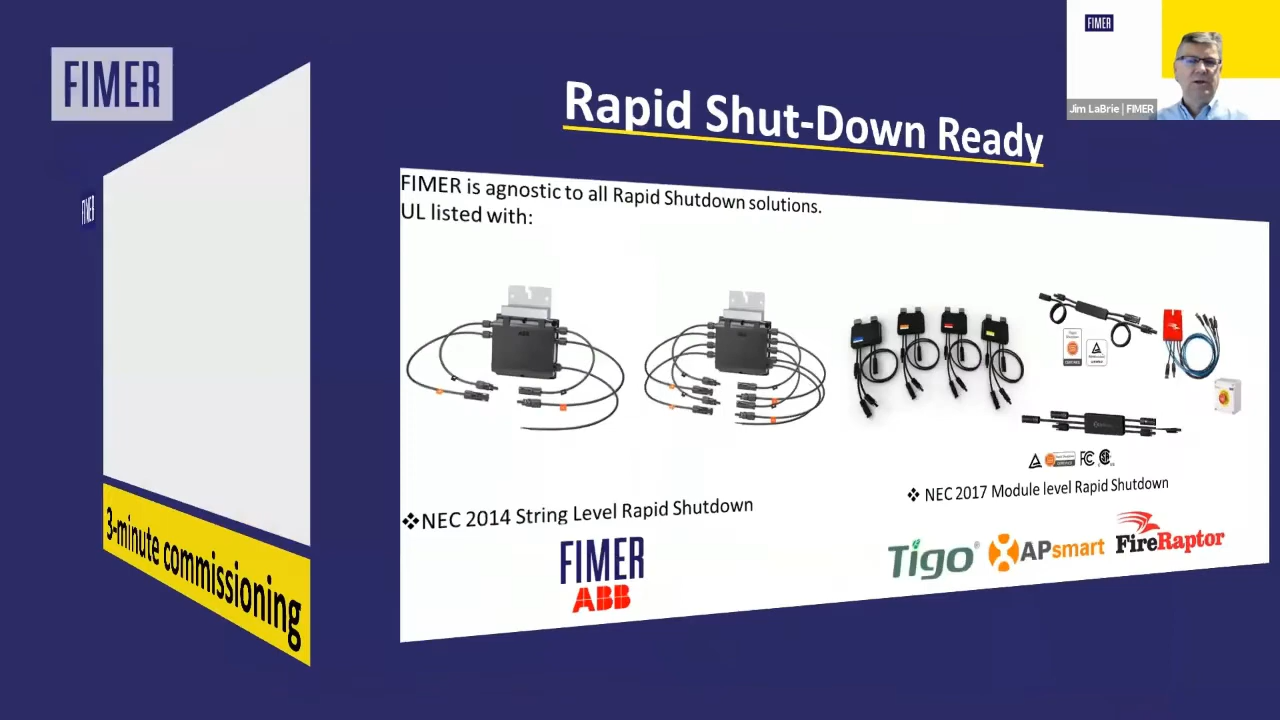 FIMER
FIMER
Jim LaBrie | FIMER
Rapid Shut-Down Ready
FIMER
FIMER is agnostic to all Rapid Shutdown solutions.
UL listed with:
❖NEC 2014 String Level Rapid Shutdown
❖ NEC 2017 Module level Rapid Shutdown
FIMER
ABB
Tigo®
APsmart
FireRaptor
FC
3-minute commissioning